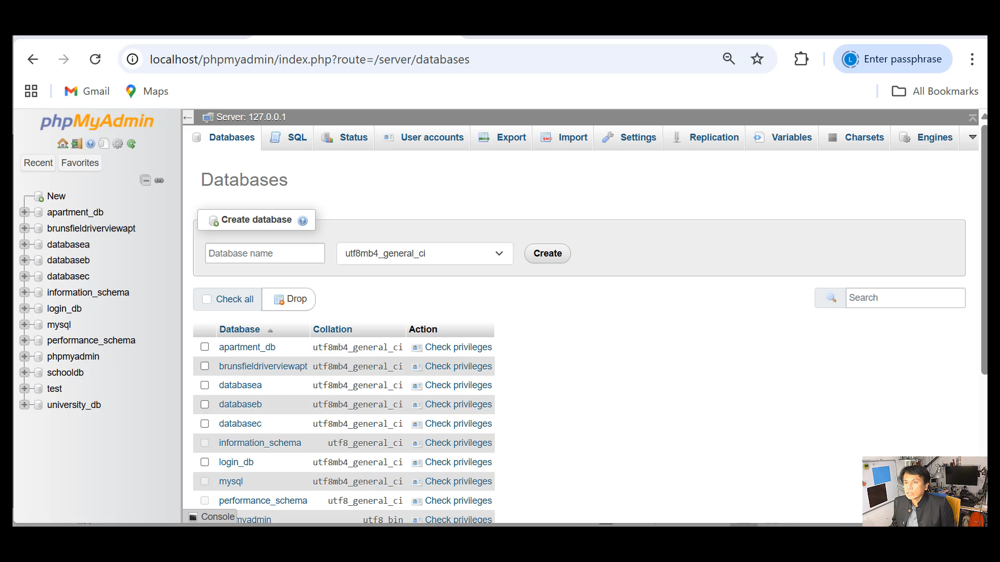 localhost/phpmyadmin/index.php?route=/server/databases
L Enter passphrase
Gmail Maps All Bookmarks
phpMyAdmin
Recent Favorites
New
apartment_db
brunsfieldriverviewapt
databasea
databaseb
databasec
information_schema
login_db
mysql
performance_schema
phpmyadmin
schooldb
test
university_db
Server: 127.0.0.1
Databases SQL Status User accounts Export Import Settings Replication Variables Charsets Engines
Databases
Create database
Database name utf8mb4_general_ci Create
Check all Drop Search
Database Collation Action
apartment_db utf8mb4_general_ci Check privileges
brunsfieldriverviewapt utf8mb4_general_ci Check privileges
databasea utf8mb4_general_ci Check privileges
databaseb utf8mb4_general_ci Check privileges
databasec utf8mb4_general_ci Check privileges
information_schema utf8_general_ci Check privileges
login_db utf8mb4_general_ci Check privileges
mysql utf8mb4_general_ci Check privileges
performance_schema utf8_general_ci Check privileges
Console myadmin utf8_bin Check privileges